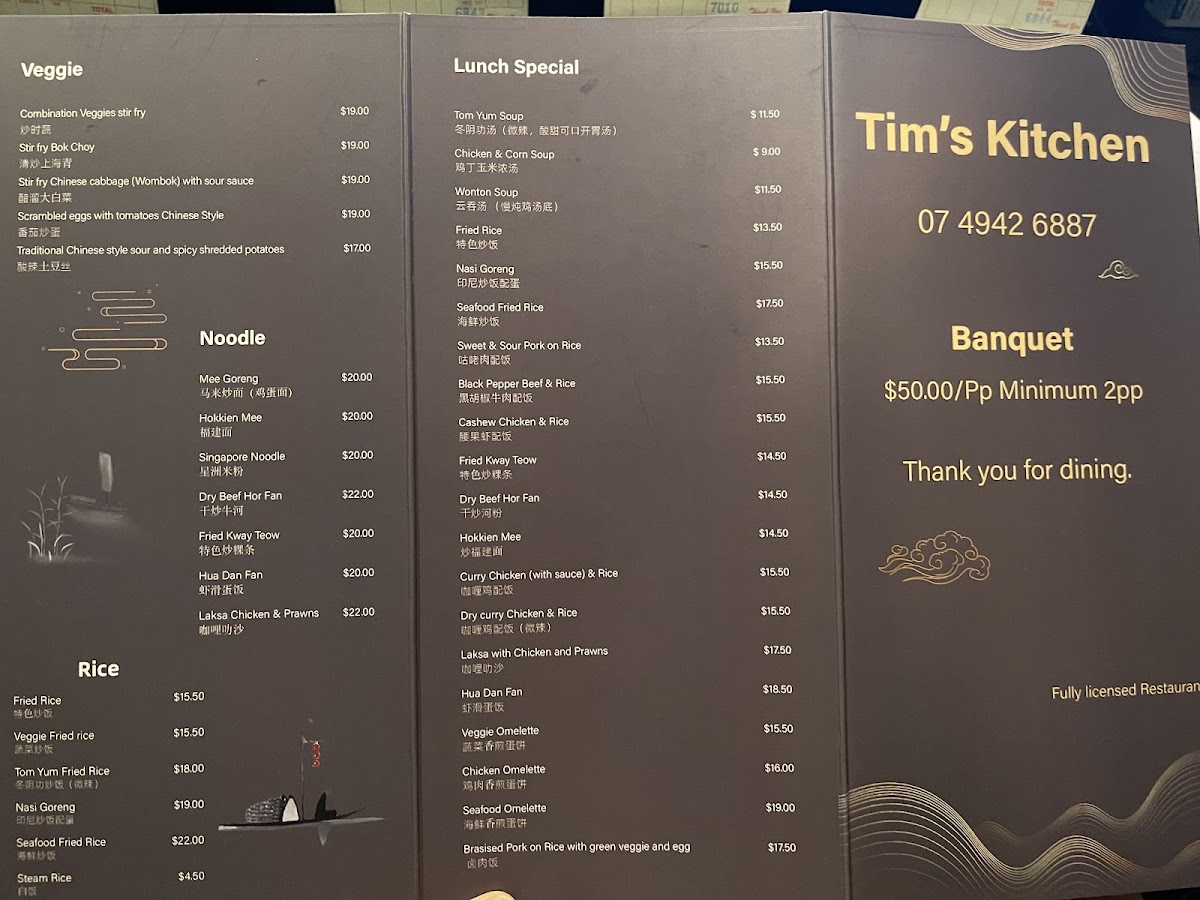 TOTAL
6843
7010
6844
Veggie
Combination Veggies stir fry $19.00
炒时蔬
Stir fry Bok Choy $19.00
清炒上海青
Stir fry Chinese cabbage (Wombok) with sour sauce $19.00
醋溜大白菜
Scrambled eggs with tomatoes Chinese Style $19.00
番茄炒蛋
Traditional Chinese style sour and spicy shredded potatoes $17.00
酸辣土豆丝
Noodle
Mee Goreng $20.00
马米炒面（鸡蛋面）
Hokkien Mee $20.00
福建面
Singapore Noodle $20.00
星洲米粉
Dry Beef Hor Fan $22.00
干炒牛河
Fried Kway Teow $20.00
特色炒粿条
Hua Dan Fan $20.00
虾滑蛋饭
Laksa Chicken & Prawns $22.00
咖哩叻沙
Rice
Fried Rice $15.50
特色炒饭
Veggie Fried rice $15.50
蔬菜炒饭
Tom Yum Fried Rice $18.00
冬阴功炒饭（微辣）
Nasi Goreng $19.00
印尼炒饭配蛋
Seafood Fried Rice $22.00
海鲜炒饭
Steam Rice $4.50
白饭
Lunch Special
Tom Yum Soup $ 11.50
冬阴功汤（微辣，酸甜可口开胃汤）
Chicken & Corn Soup $ 9.00
鸡丁玉米浓汤
Wonton Soup $11.50
云吞汤（慢炖鸡汤底）
Fried Rice $13.50
特色炒饭
Nasi Goreng $15.50
印尼炒饭配蛋
Seafood Fried Rice $17.50
海鲜炒饭
Sweet & Sour Pork on Rice $13.50
咕咾肉配饭
Black Pepper Beef & Rice $15.50
黑胡椒牛肉配饭
Cashew Chicken & Rice $15.50
腰果虾配饭
Fried Kway Teow $14.50
特色炒粿条
Dry Beef Hor Fan $14.50
干炒河粉
Hokkien Mee $14.50
炒福建面
Curry Chicken (with sauce) & Rice $15.50
咖喱鸡配饭
Dry curry Chicken & Rice $15.50
咖喱鸡配饭（微辣）
Laksa with Chicken and Prawns $17.50
咖喱叻沙
Hua Dan Fan $18.50
虾滑蛋饭
Veggie Omelette $15.50
蔬菜香煎蛋饼
Chicken Omelette $16.00
鸡肉香煎蛋饼
Seafood Omelette $19.00
海鲜香煎蛋饼
Brasised Pork on Rice with green veggie and egg $17.50
卤肉饭
Tim's Kitchen
07 4942 6887
Banquet
$50.00/Pp Minimum 2pp
Thank you for dining.
Fully licensed Restauran